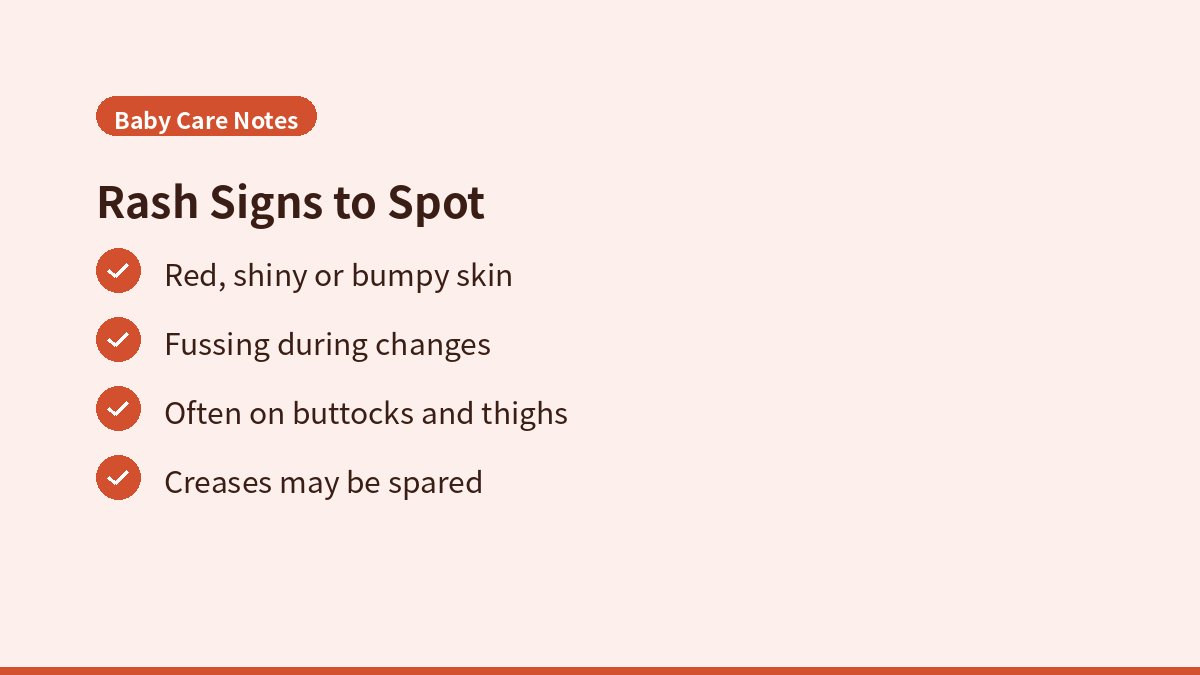 Baby Care Notes
Rash Signs to Spot
Red, shiny or bumpy skin
Fussing during changes
Often on buttocks and thighs
Creases may be spared